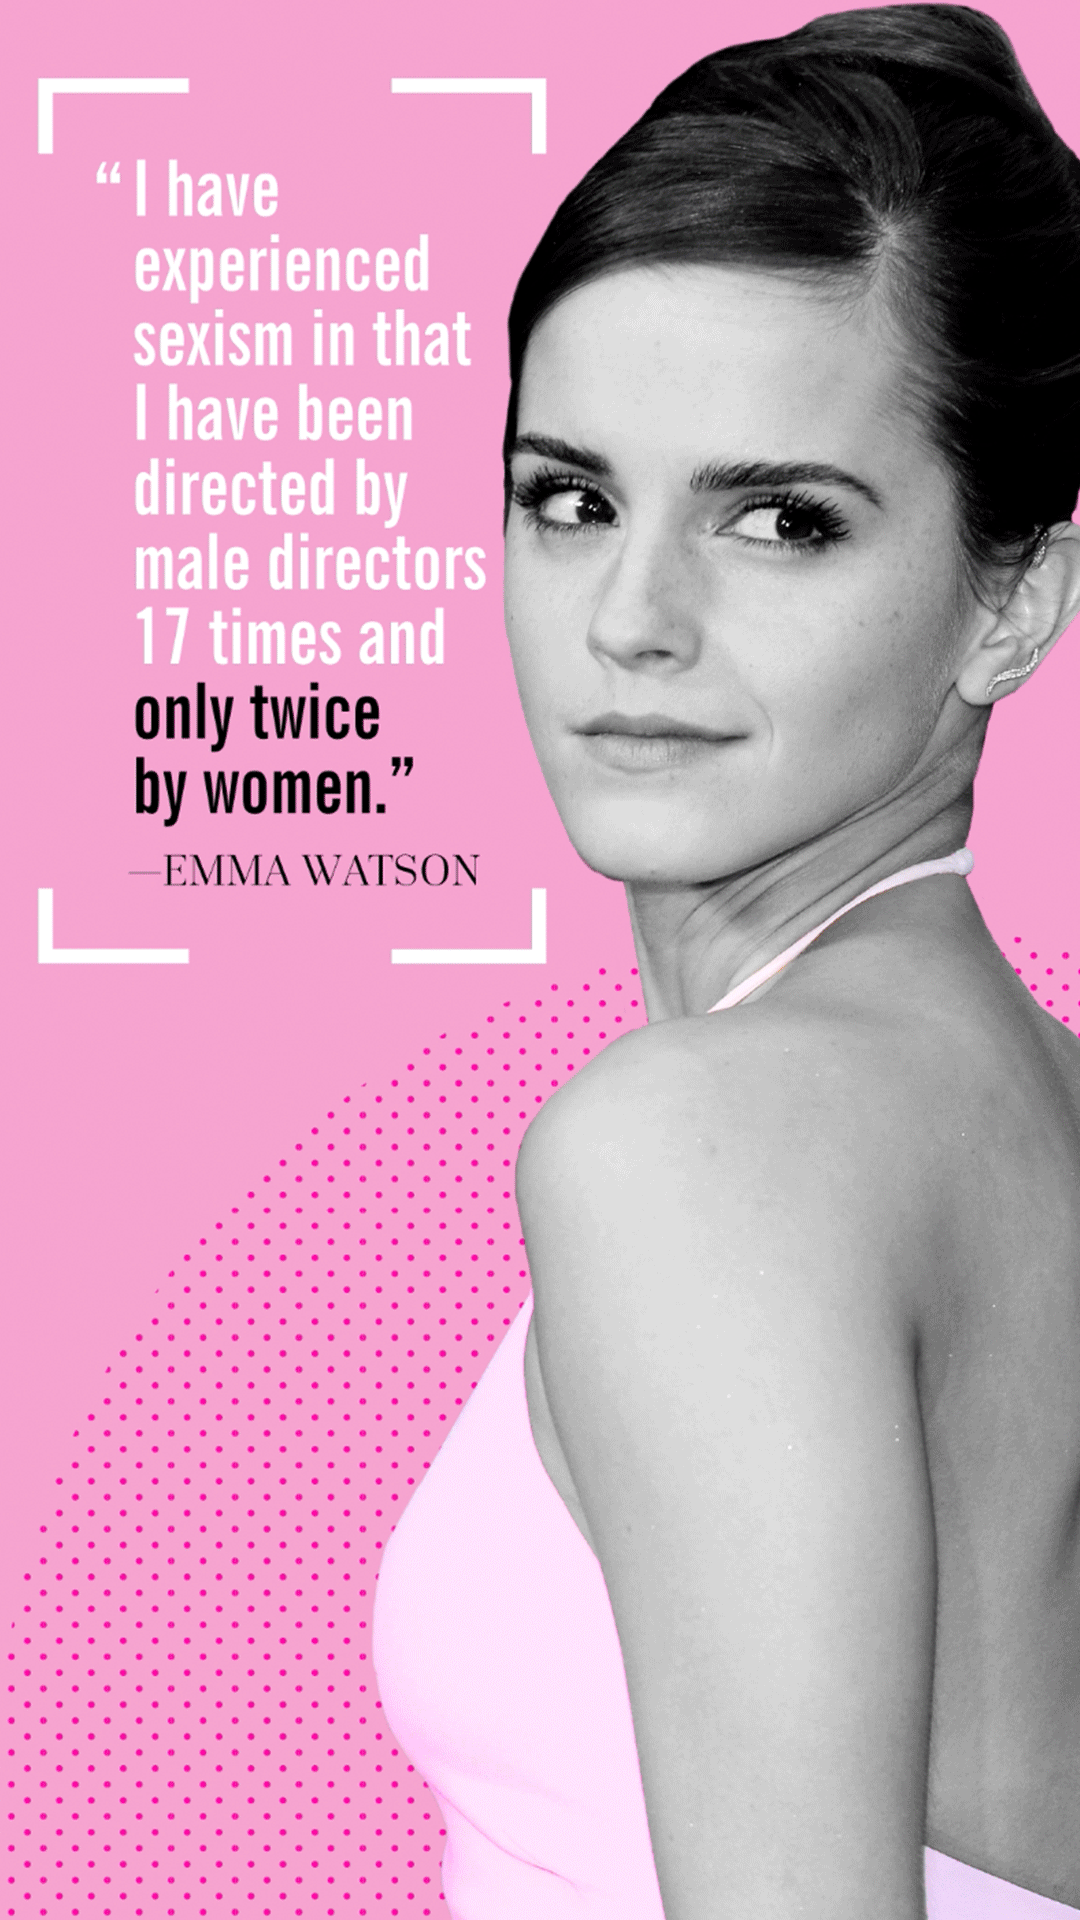 “I have
experienced
sexism in that
I have been
directed by
male directors
17 times and
only twice
by women.”
—EMMA WATSON